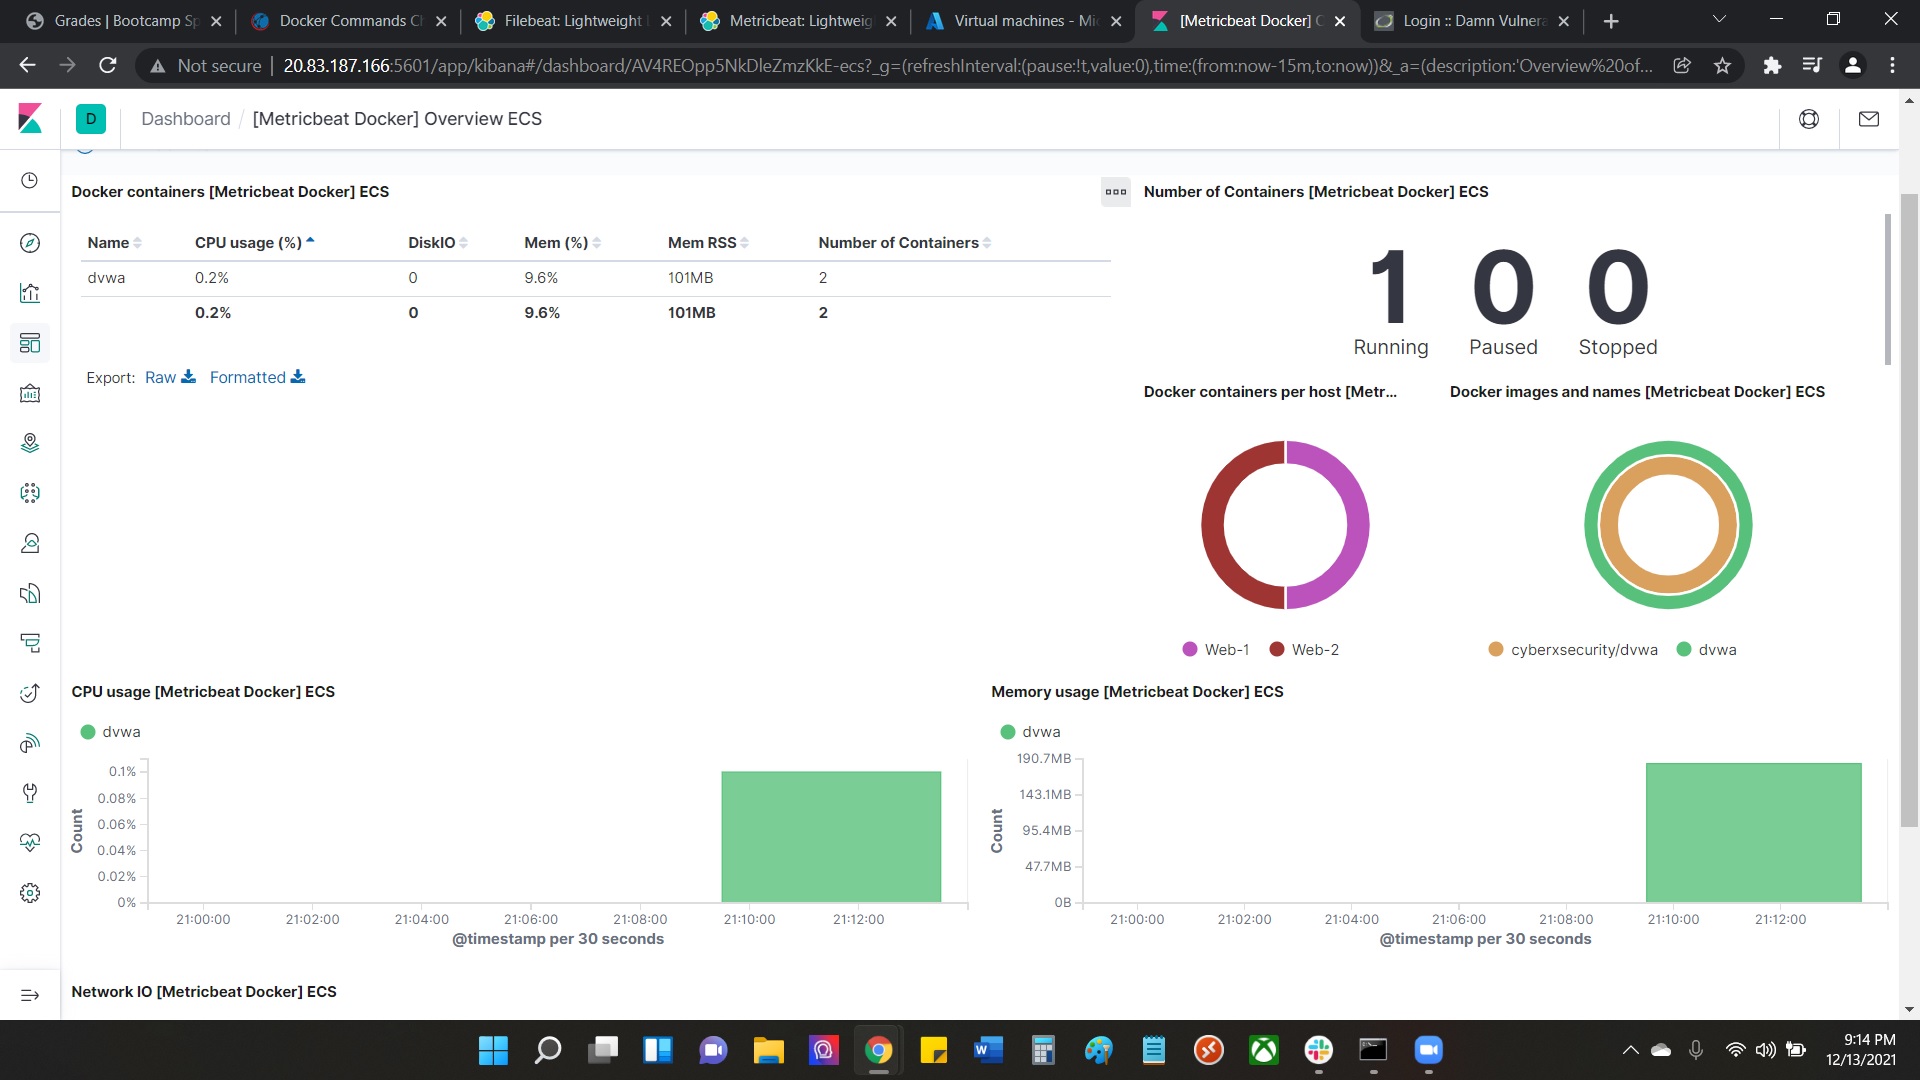 Grades | Bootcamp Sp
Docker Commands Ch
Filebeat: Lightweight L
Metricbeat: Lightweig
Virtual machines - Mic
[Metricbeat Docker] O
Login :: Damn Vulnera
Not secure
20.83.187.166:5601/app/kibana#/dashboard/AV4REOpp5NkDleZmzKkE-ecs?_g=(refreshInterval:(pause:!t,value:0),time:(from:now-15m,to:now))&_a=(description:'Overview%20of...
D
Dashboard / [Metricbeat Docker] Overview ECS
Docker containers [Metricbeat Docker] ECS
Name CPU usage (%) DiskIO Mem (%) Mem RSS Number of Containers
dvwa 0.2% 0 9.6% 101MB 2
0.2% 0 9.6% 101MB 2
Export: Raw Formatted
Number of Containers [Metricbeat Docker] ECS
1 0 0
Running Paused Stopped
Docker containers per host [Metr...
Web-1 Web-2
Docker images and names [Metricbeat Docker] ECS
cyberxsecurity/dvwa dvwa
CPU usage [Metricbeat Docker] ECS
dvwa
Count
0.1%
0.08%
0.06%
0.04%
0.02%
0%
21:00:00 21:02:00 21:04:00 21:06:00 21:08:00 21:10:00 21:12:00
@timestamp per 30 seconds
Memory usage [Metricbeat Docker] ECS
dvwa
Count
190.7MB
143.1MB
95.4MB
47.7MB
0B
21:00:00 21:02:00 21:04:00 21:06:00 21:08:00 21:10:00 21:12:00
@timestamp per 30 seconds
Network IO [Metricbeat Docker] ECS
9:14 PM
12/13/2021